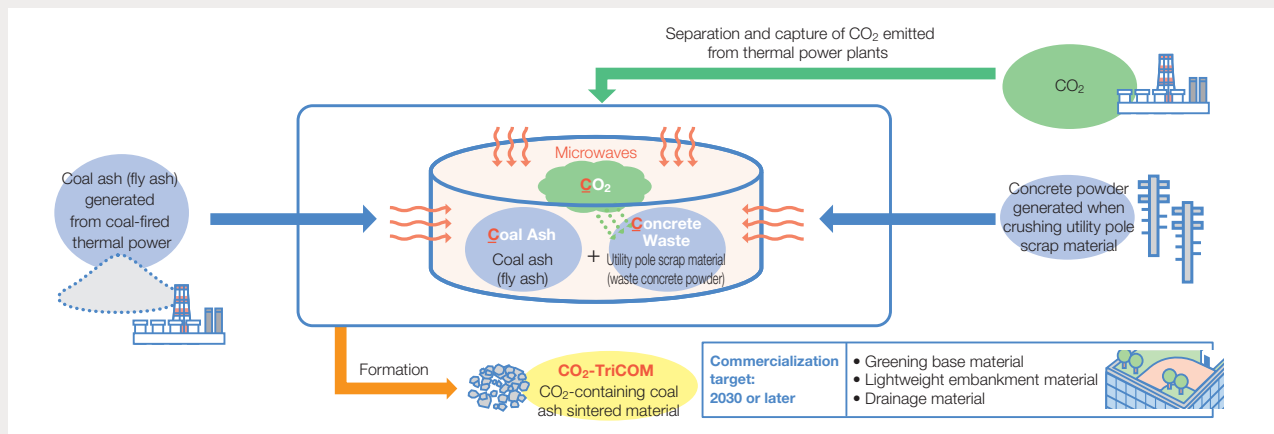 Separation and capture of CO₂ emitted
from thermal power plants
CO₂
Microwaves
CO₂
Coal ash (fly ash)
generated
from coal-fired
thermal power
Concrete powder
generated when
crushing utility pole
scrap material
Coal Ash
Coal ash
(fly ash)
+
Concrete
Waste
Utility pole scrap material
(waste concrete powder)
Formation
CO₂-TriCOM
CO₂-containing coal
ash sintered material
Commercialization
target:
2030 or later
• Greening base material
• Lightweight embankment material
• Drainage material